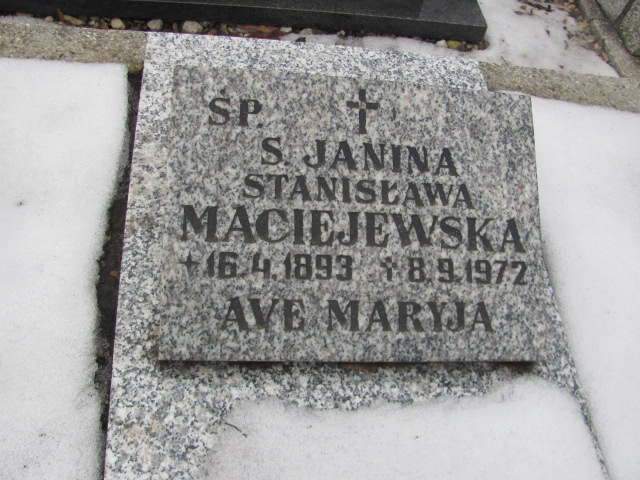 ŚP.
S. JANINA
STANISŁAWA
MACIEJEWSKA
16.4.1893 8.9.1972
AVE MARYJA